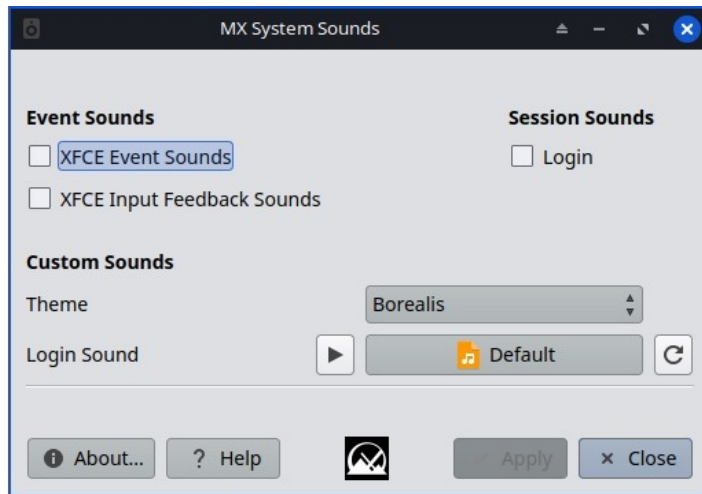 MX System Sounds
Event Sounds
Session Sounds
XFCE Event Sounds
Login
XFCE Input Feedback Sounds
Custom Sounds
Theme
Borealis
Login Sound
Default
About...
? Help
Apply
Close